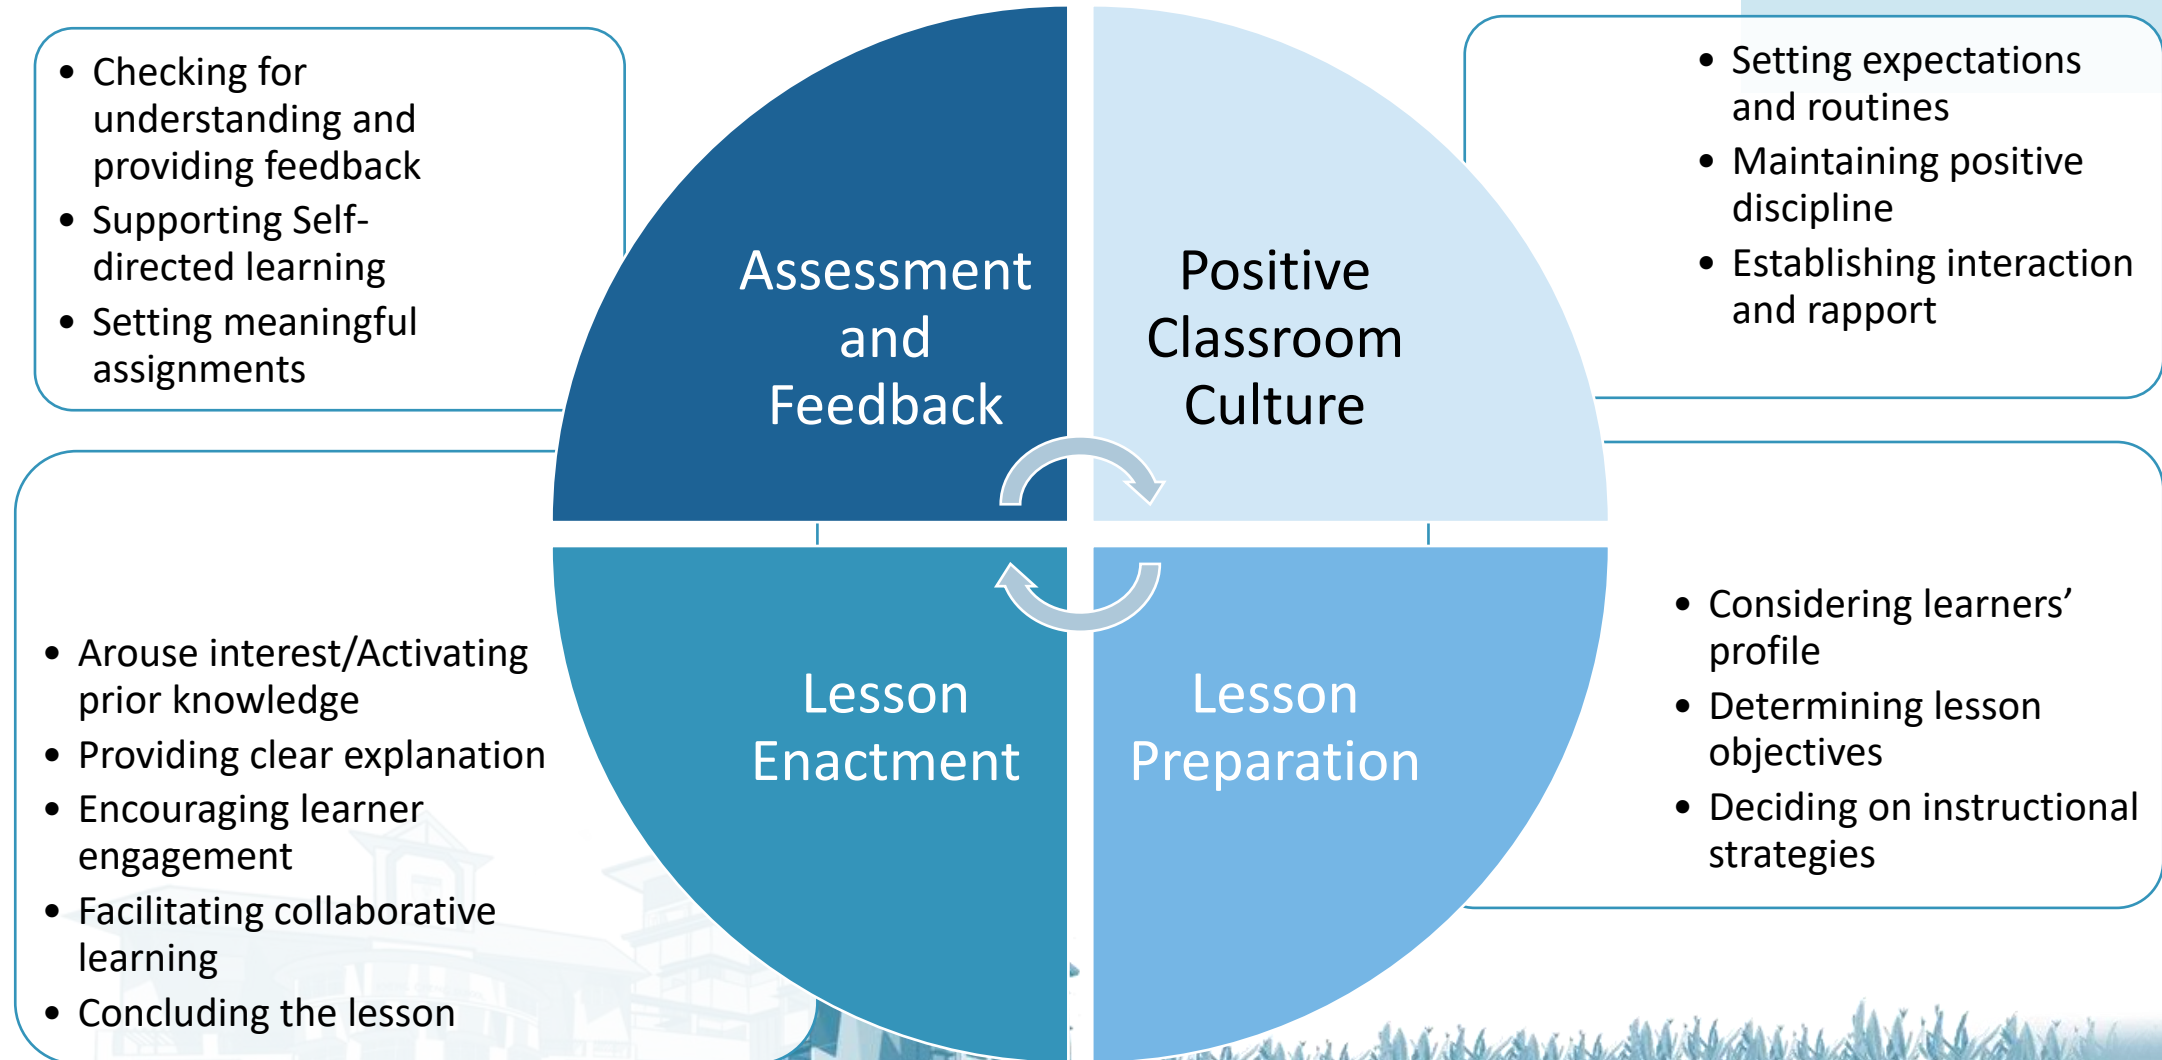 • Checking for
understanding and
providing feedback
• Supporting Self-
directed learning
• Setting meaningful
assignments
Assessment
and
Feedback
Positive
Classroom
Culture
• Setting expectations
and routines
• Maintaining positive
discipline
• Establishing interaction
and rapport
• Arouse interest/Activating
prior knowledge
• Providing clear explanation
• Encouraging learner
engagement
• Facilitating collaborative
learning
• Concluding the lesson
Lesson
Enactment
Lesson
Preparation
• Considering learners’
profile
• Determining lesson
objectives
• Deciding on instructional
strategies